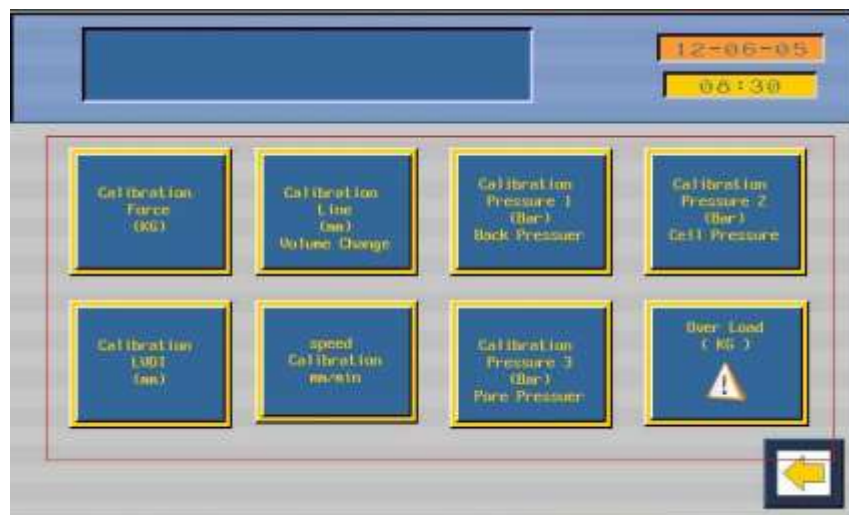 12-06-05
08:30
Calibration
Force
(KG)
Calibration
Line
(mm)
Volume Change
Calibration
Pressure 1
(Bar)
Back Pressuer
Calibration
Pressure 2
(Bar)
Cell Pressure
Calibration
LVDT
(mm)
speed
Calibration
mm/min
Calibration
Pressure 3
(Bar)
Pore Pressuer
Over Load
( KG )